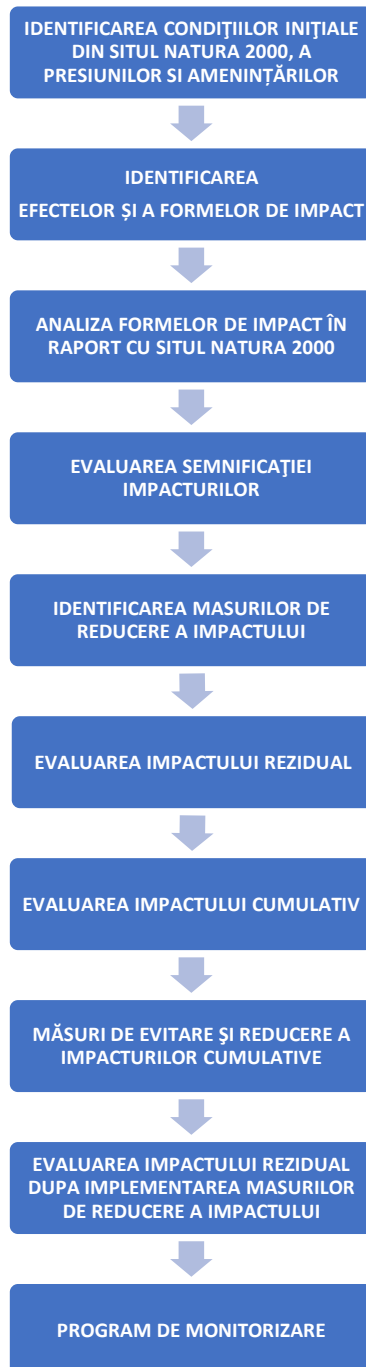 IDENTIFICAREA CONDIŢIILOR INIŢIALE
DIN SITUL NATURA 2000, A
PRESIUNILOR SI AMENINȚĂRILOR
IDENTIFICAREA
EFECTELOR ȘI A FORMELOR DE IMPACT
ANALIZA FORMELOR DE IMPACT ÎN
RAPORT CU SITUL NATURA 2000
EVALUAREA SEMNIFICAŢIEI
IMPACTURILOR
IDENTIFICAREA MASURILOR DE
REDUCERE A IMPACTULUI
EVALUAREA IMPACTULUI REZIDUAL
EVALUAREA IMPACTULUI CUMULATIV
MĂSURI DE EVITARE ŞI REDUCERE A
IMPACTURILOR CUMULATIVE
EVALUAREA IMPACTULUI REZIDUAL
DUPA IMPLEMENTAREA MASURILOR
DE REDUCERE A IMPACTULUI
PROGRAM DE MONITORIZARE